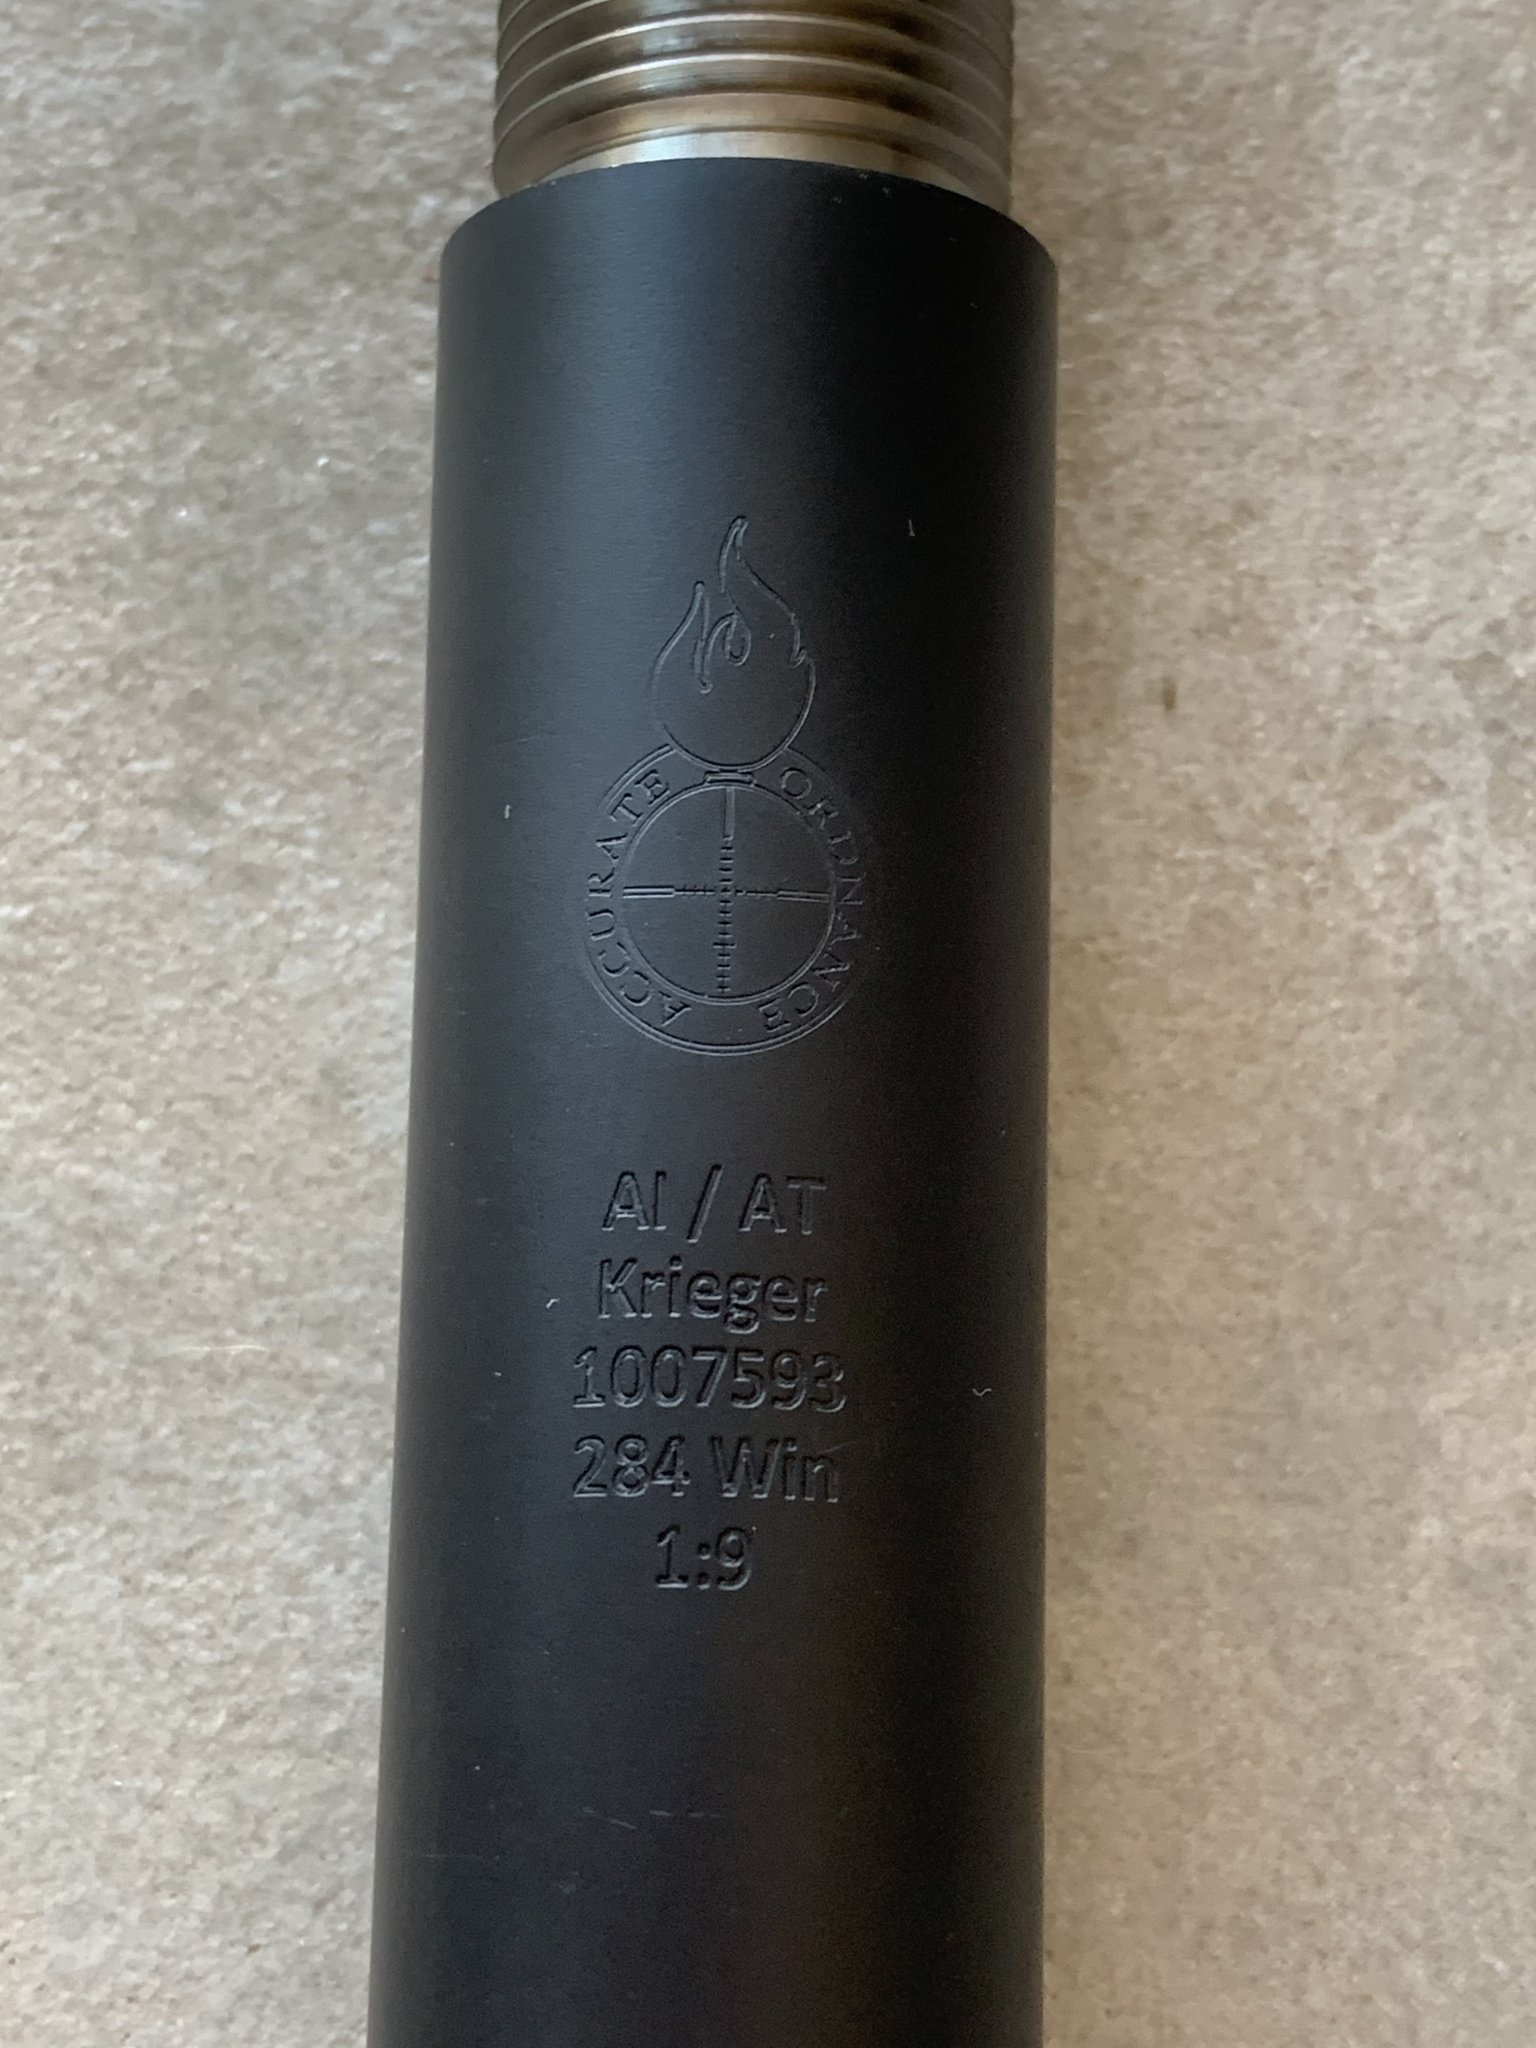 ACCURATE ORDNANCE
AI / AT
Krieger
1007593
284 Win
1:9